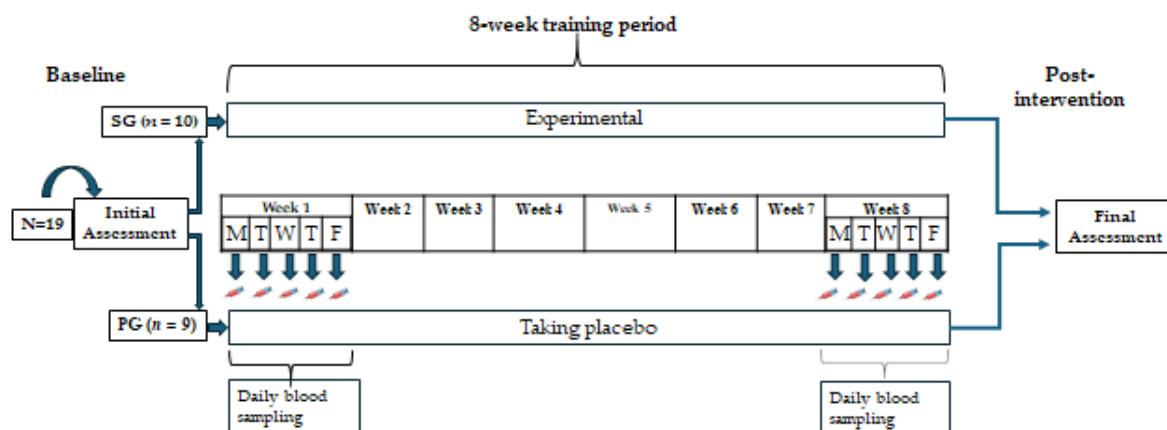 8-week training period
Baseline
Post-
intervention
SG (n = 10)
Experimental
N=19
Initial
Assessment
Week 1
Week 2
Week 3
Week 4
Week 5
Week 6
Week 7
Week 8
M T W T F
M T W T F
Final
Assessment
PG (n = 9)
Taking placebo
Daily blood
sampling
Daily blood
sampling